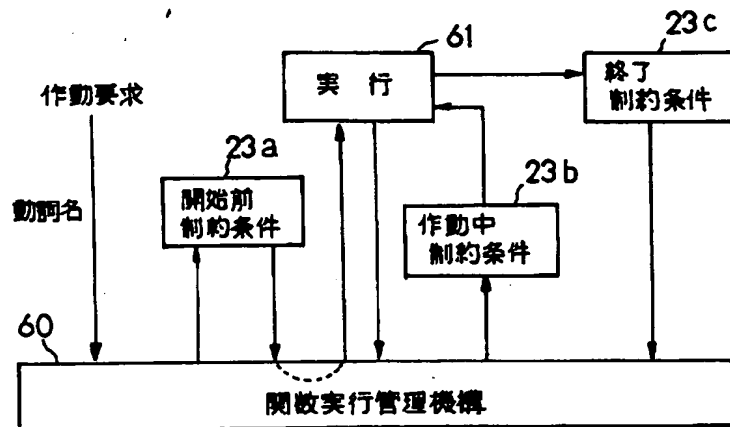 61
23c
実行
終了
制約条件
作動要求
23a
開始前
制約条件
23b
作動中
制約条件
動詞名
60
関数実行管理機構